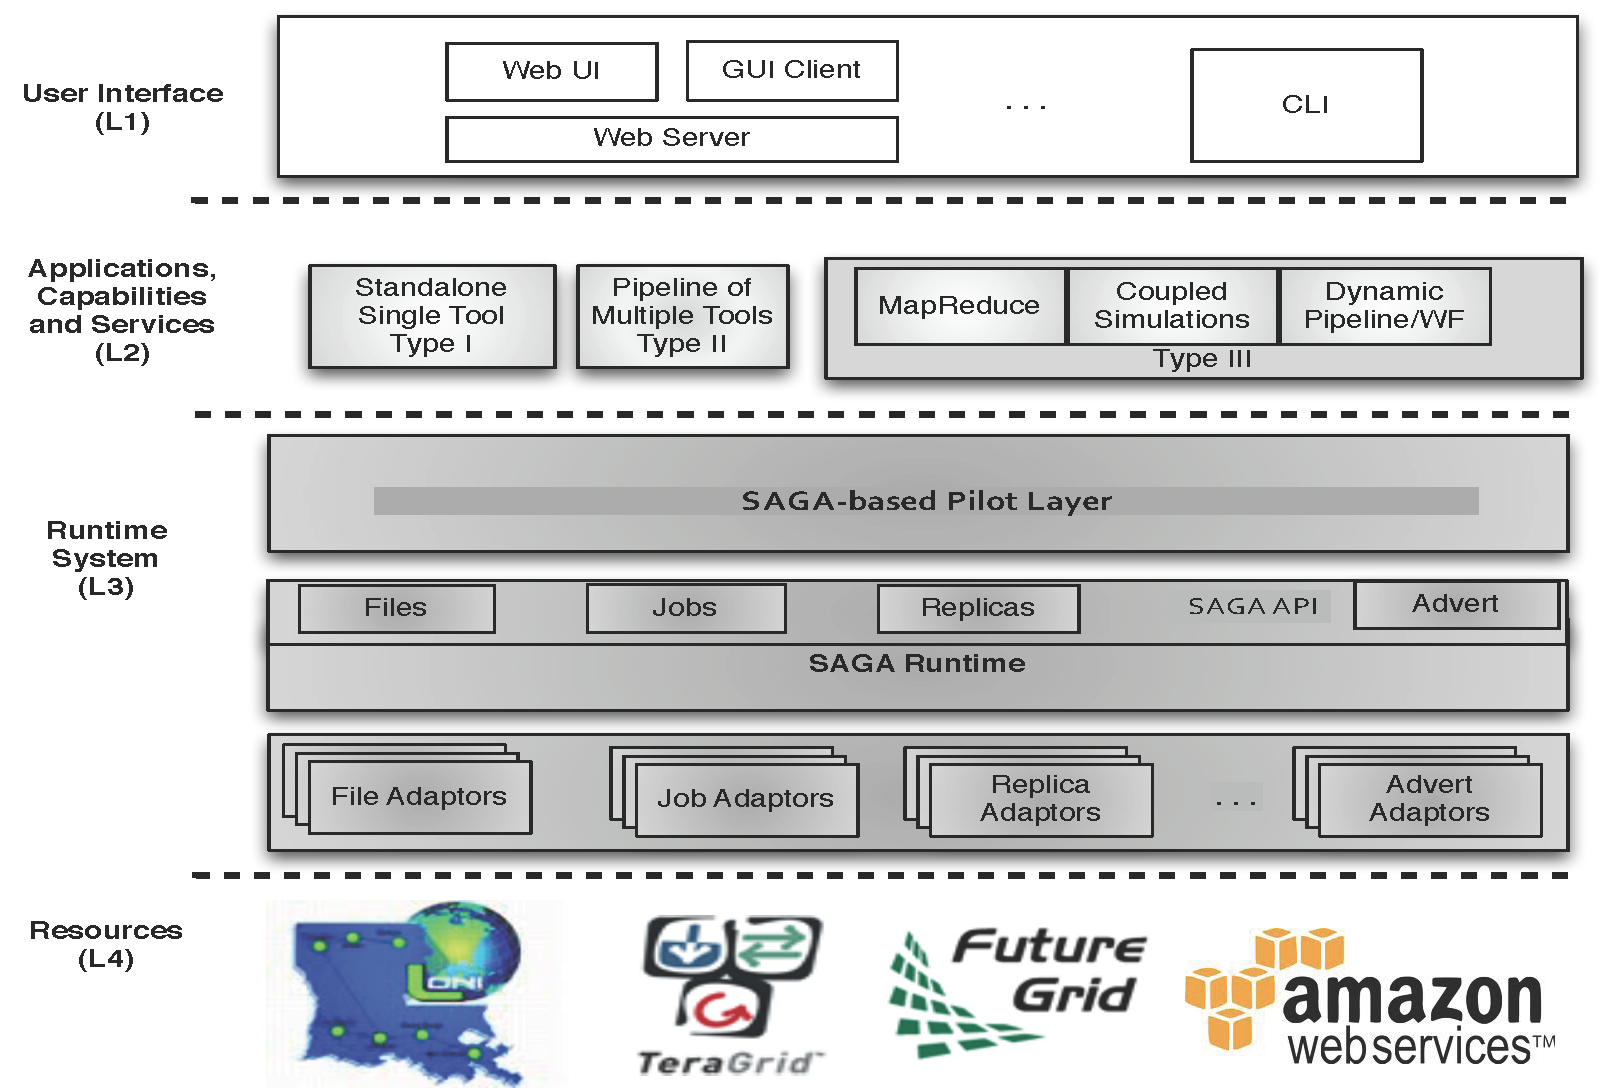 User Interface
(L1)
Web UI
GUI Client
Web Server
. . .
CLI
Applications,
Capabilities
and Services
(L2)
Standalone
Single Tool
Type I
Pipeline of
Multiple Tools
Type II
MapReduce
Coupled
Simulations
Dynamic
Pipeline/WF
Type III
Runtime
System
(L3)
SAGA-based Pilot Layer
Files
Jobs
Replicas
SAGA API
Advert
SAGA Runtime
File Adaptors
Job Adaptors
Replica
Adaptors
. . .
Advert
Adaptors
Resources
(L4)
LONI
TeraGrid™
Future
Grid
amazon
webservices™